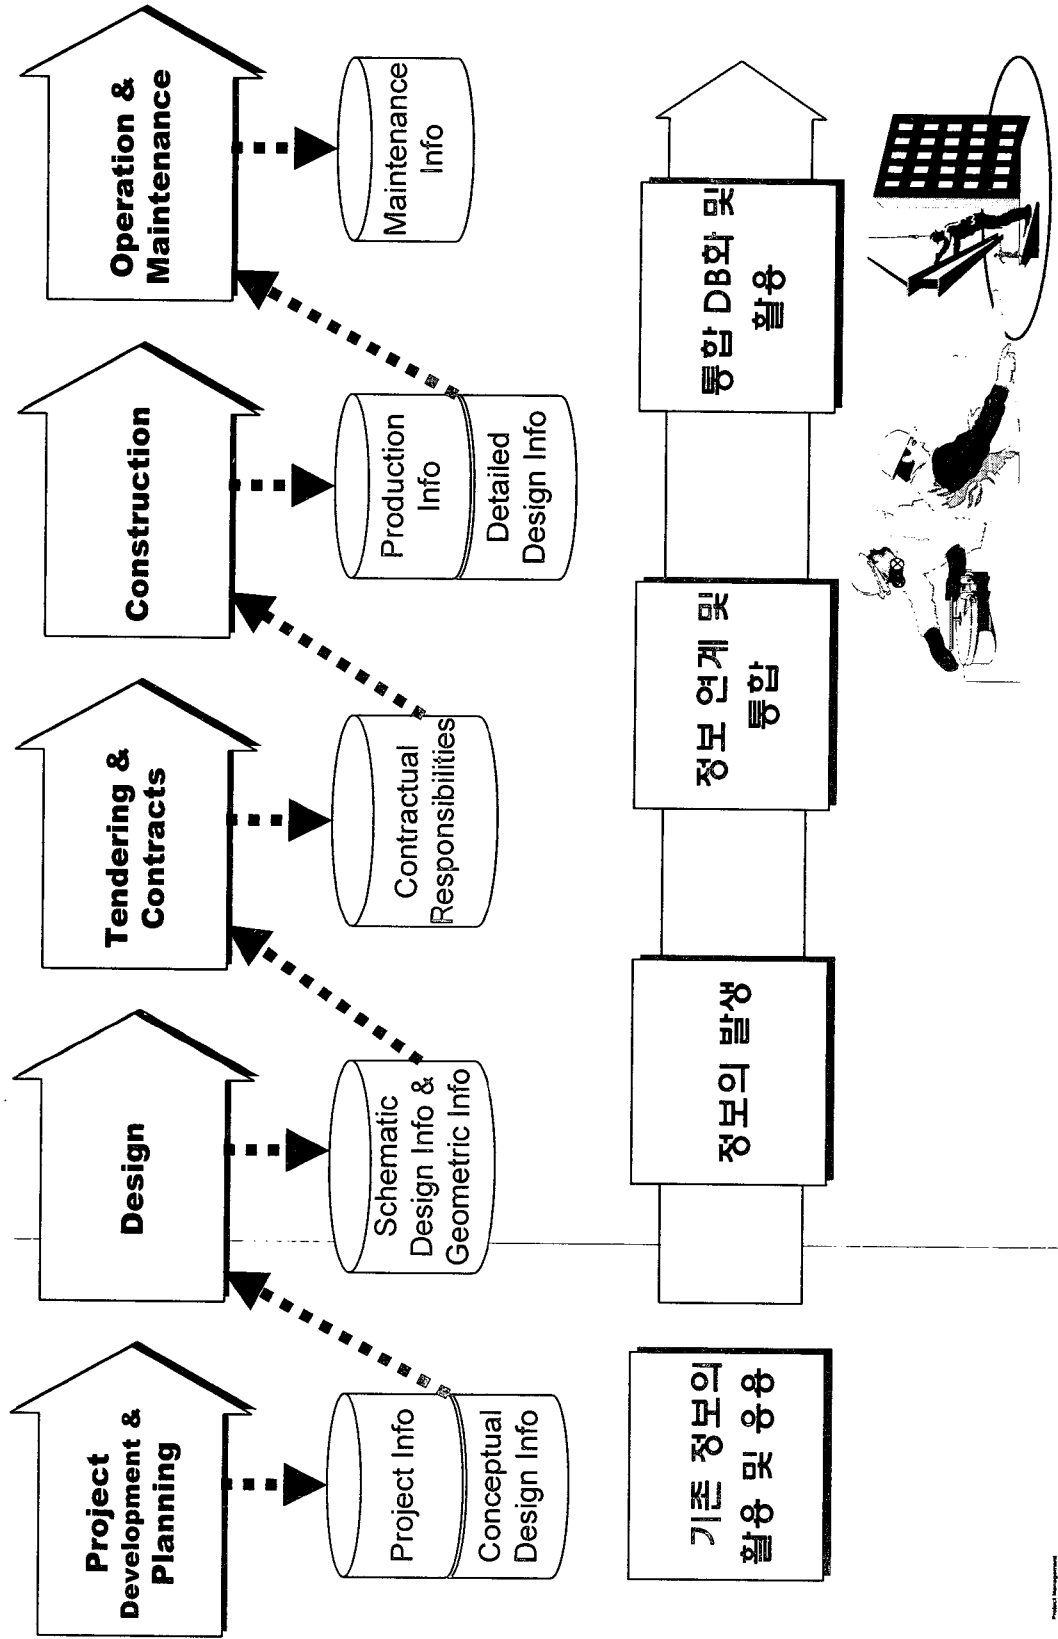 Project
Development &
Planning
Design
Tendering &
Contracts
Construction
Operation &
Maintenance
Project Info
Conceptual
Design Info
Schematic
Design Info &
Geometric Info
Contractual
Responsibilities
Production
Info
Detailed
Design Info
Maintenance
Info
기존 정보의
활용 및 응용
정보의 발생
정보 연계 및
통합
통합 DB화 및
활용
Project Management